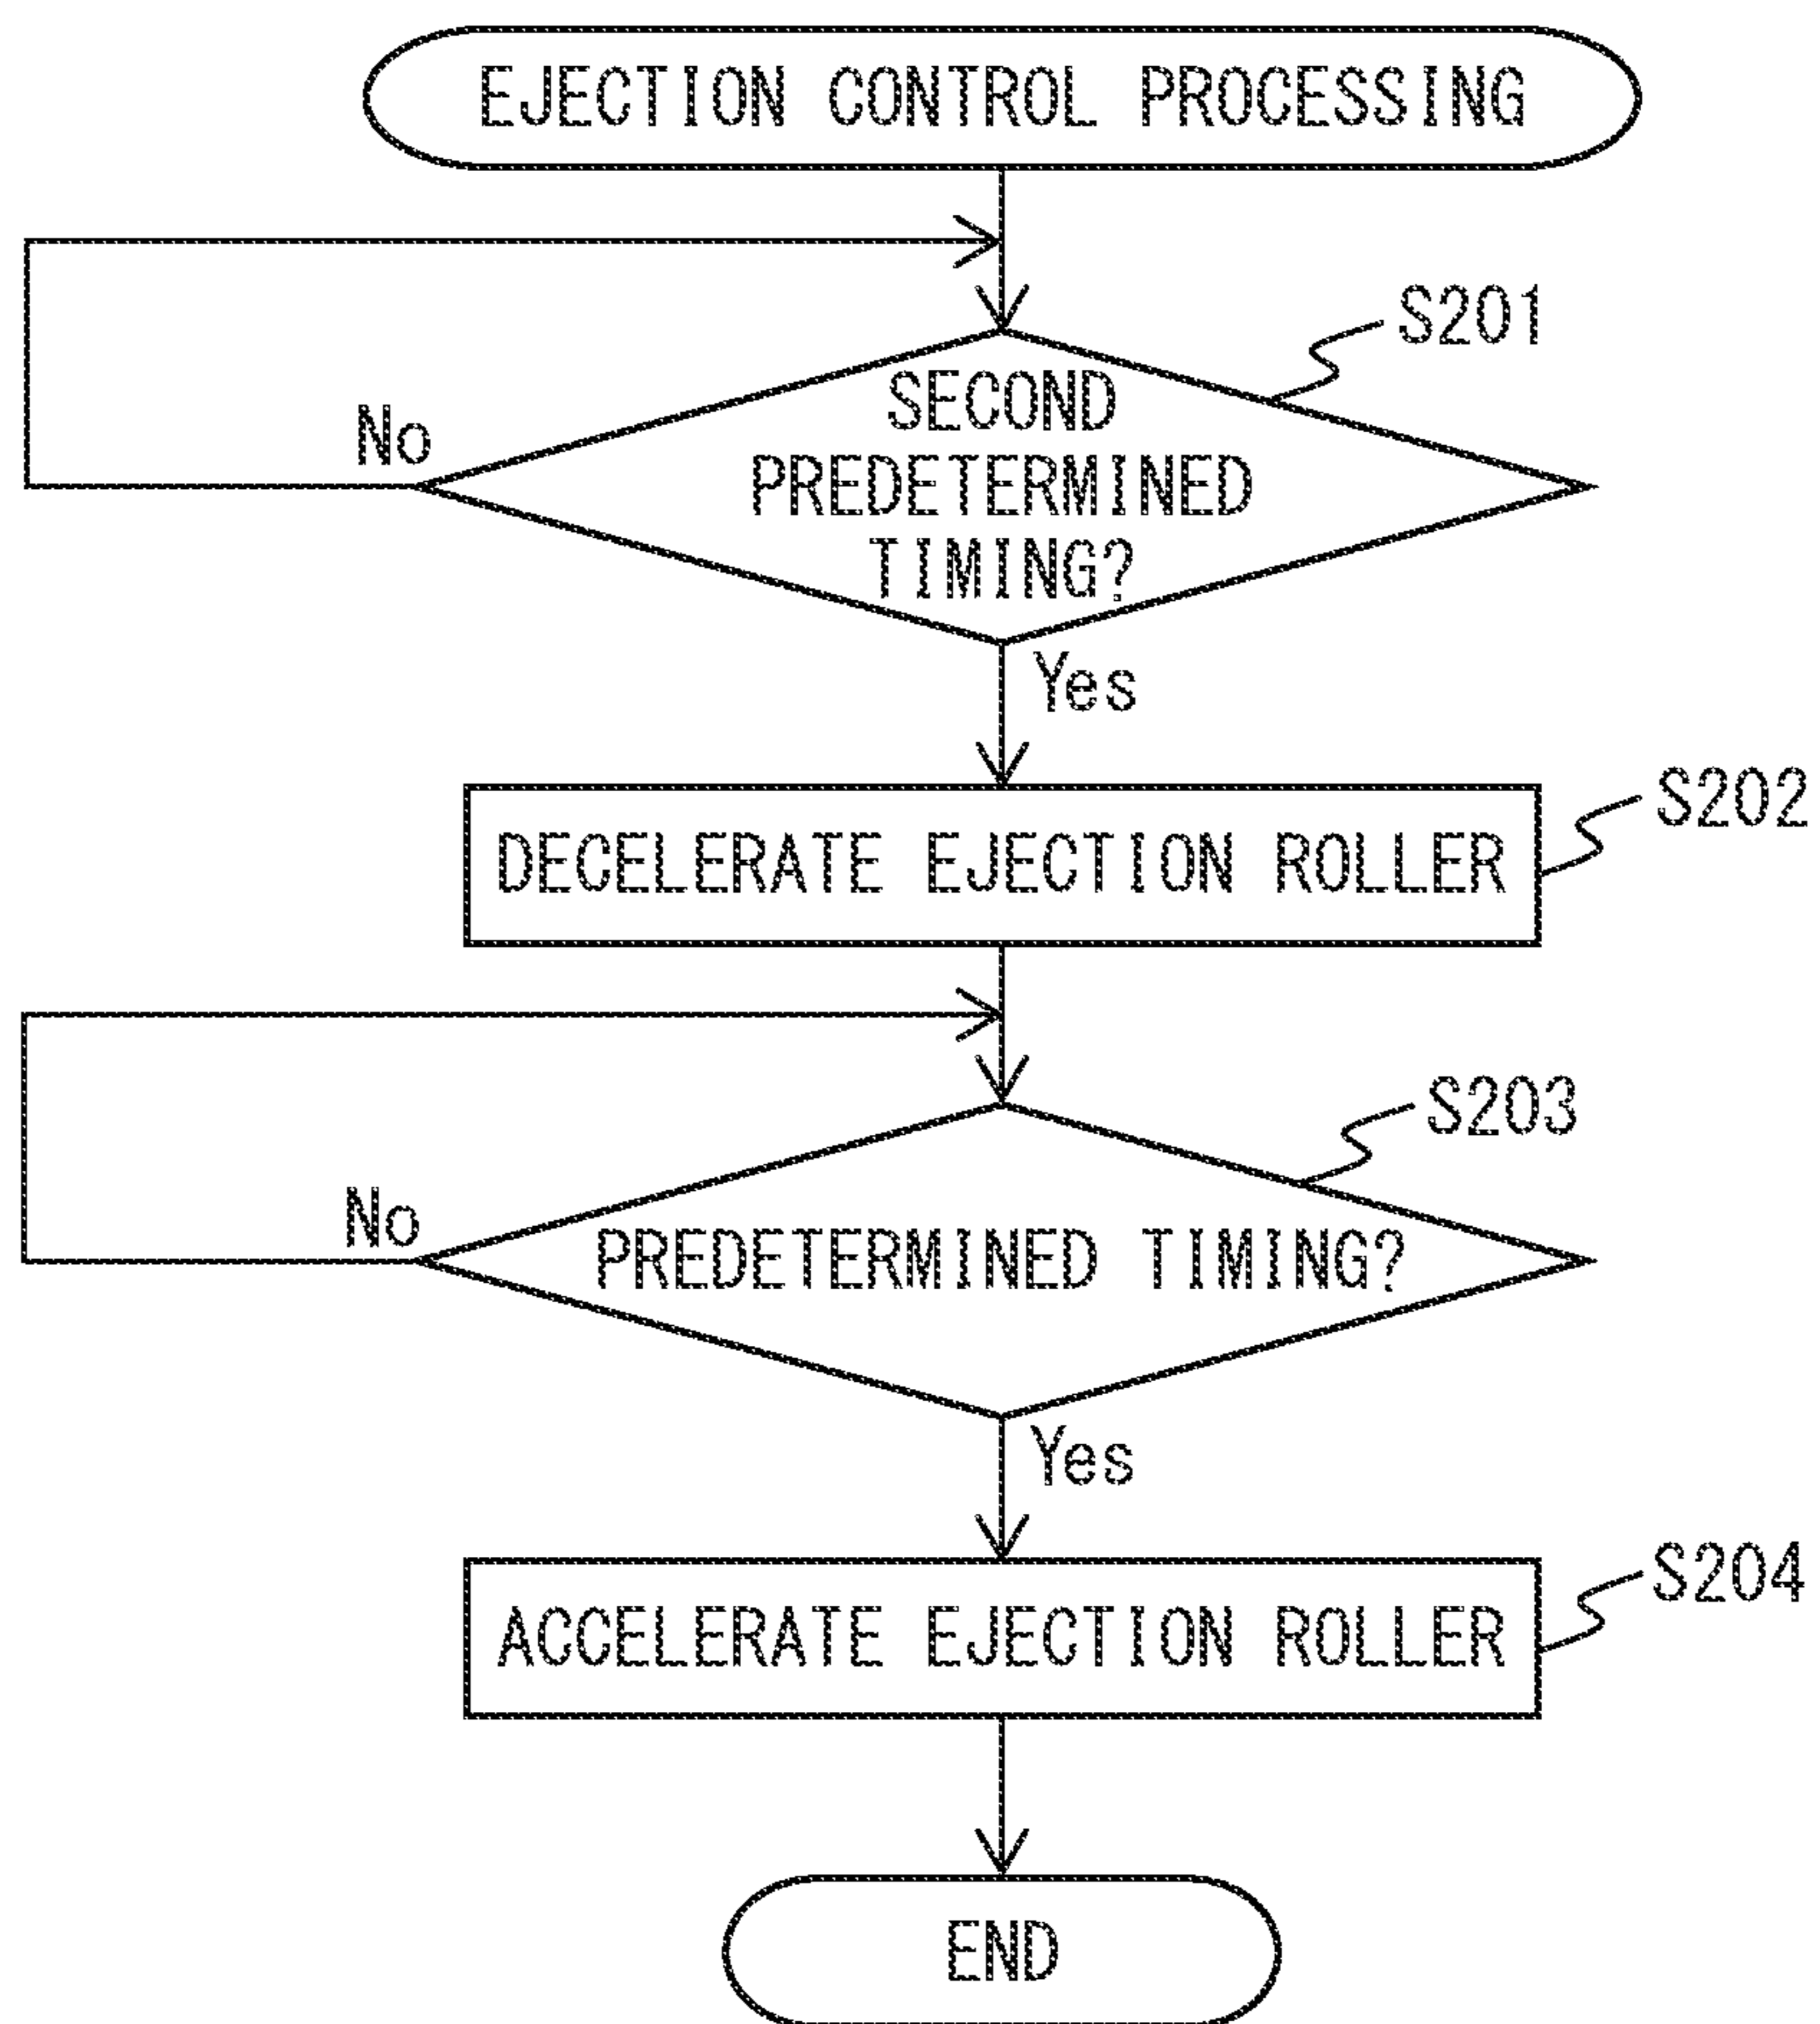 EJECTION CONTROL PROCESSING
S201
SECOND
No
PREDETERMINED
TIMING?
Yes
S202
DECELERATE EJECTION ROLLER
S203
No
PREDETERMINED TIMING?
Yes
S204
ACCELERATE EJECTION ROLLER
END